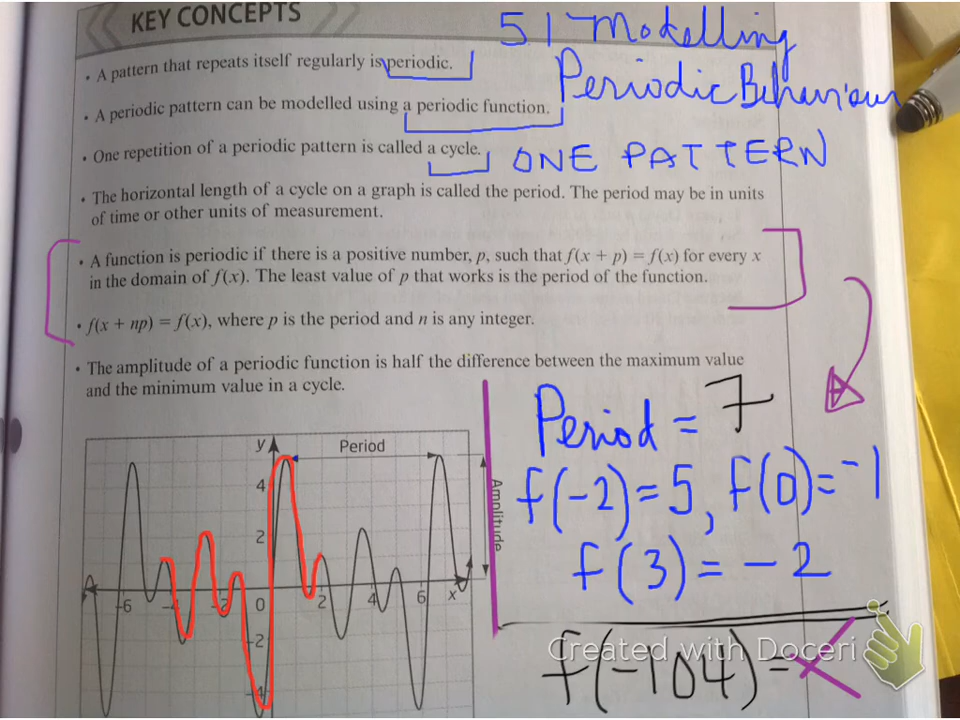 KEY CONCEPTS
51 Modelling
Periodic Behaviour
• A pattern that repeats itself regularly is periodic.
• A periodic pattern can be modelled using a periodic function.
• One repetition of a periodic pattern is called a cycle.
ONE PATTERN
• The horizontal length of a cycle on a graph is called the period. The period may be in units
of time or other units of measurement.
• A function is periodic if there is a positive number, p, such that f(x + p) = f(x) for every x
in the domain of f(x). The least value of p that works is the period of the function.
• f(x + np) = f(x), where p is the period and n is any integer.
• The amplitude of a periodic function is half the difference between the maximum value
and the minimum value in a cycle.
Period = 7
f(-2)=5, f(0)=-1
f(3)=-2
f(-104)=
y
Period
Amplitude
4
2
-6
-4
-2
0
2
4
6
x
-2
-4
Created with Doceri